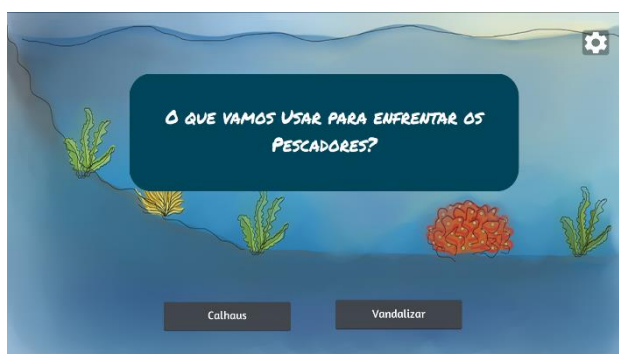 O que vamos Usar para enfrentar os
Pescadores?
Calhaus
Vandalizar